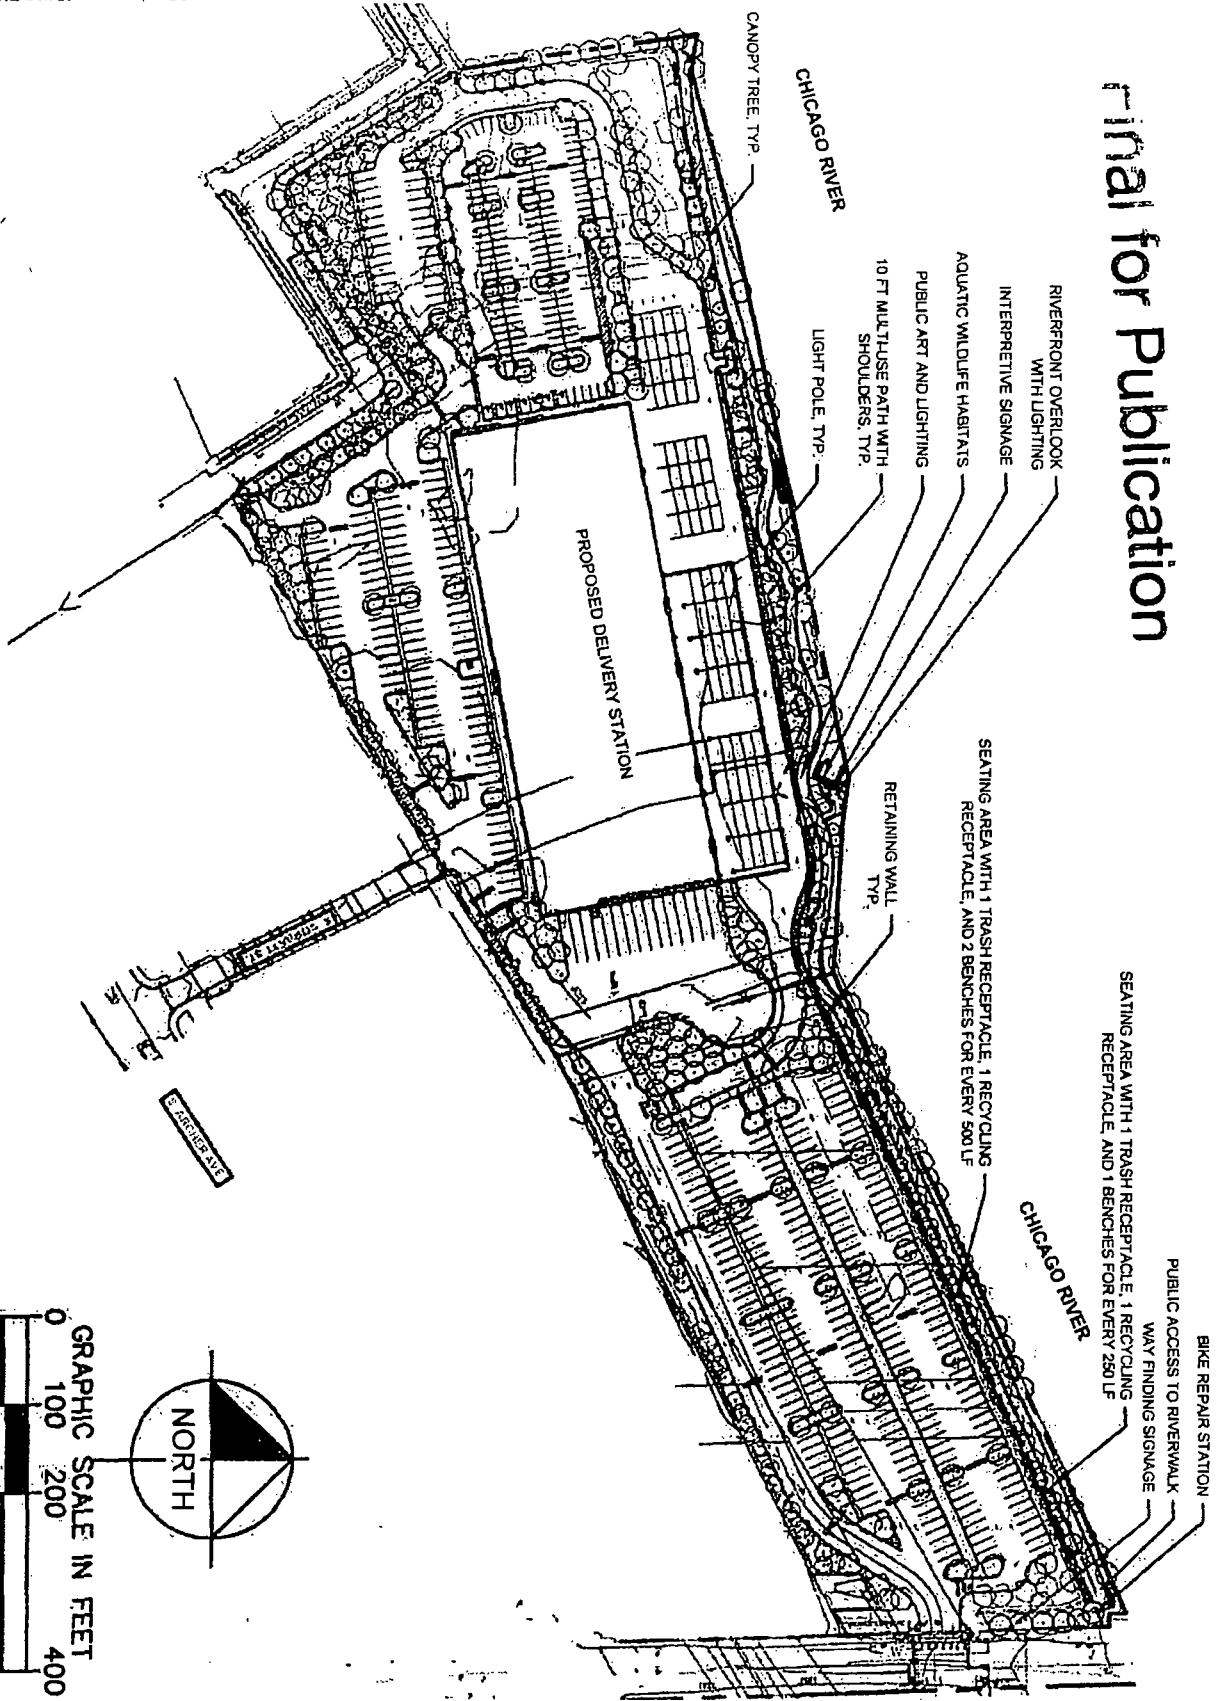 Final for Publication
BIKE REPAIR STATION
PUBLIC ACCESS TO RIVERWALK
WAY FINDING SIGNAGE
SEATING AREA WITH 1 TRASH RECEPTACLE, 1 RECYCLING
RECEPTACLE, AND 1 BENCHES FOR EVERY 250 LF
CHICAGO RIVER
SEATING AREA WITH 1 TRASH RECEPTACLE, 1 RECYCLING
RECEPTACLE, AND 2 BENCHES FOR EVERY 500 LF
RETAINING WALL
TYP.
RIVERFRONT OVERLOOK
WITH LIGHTING
INTERPRETIVE SIGNAGE
AQUATIC WILDLIFE HABITATS
PUBLIC ART AND LIGHTING
10 FT MULTI-USE PATH WITH
SHOULDERS, TYP.
LIGHT POLE, TYP.
CHICAGO RIVER
CANOPY TREE, TYP.
PROPOSED DELIVERY STATION
S. ARCHER AVE
NORTH
GRAPHIC SCALE IN FEET
0 100 200 400